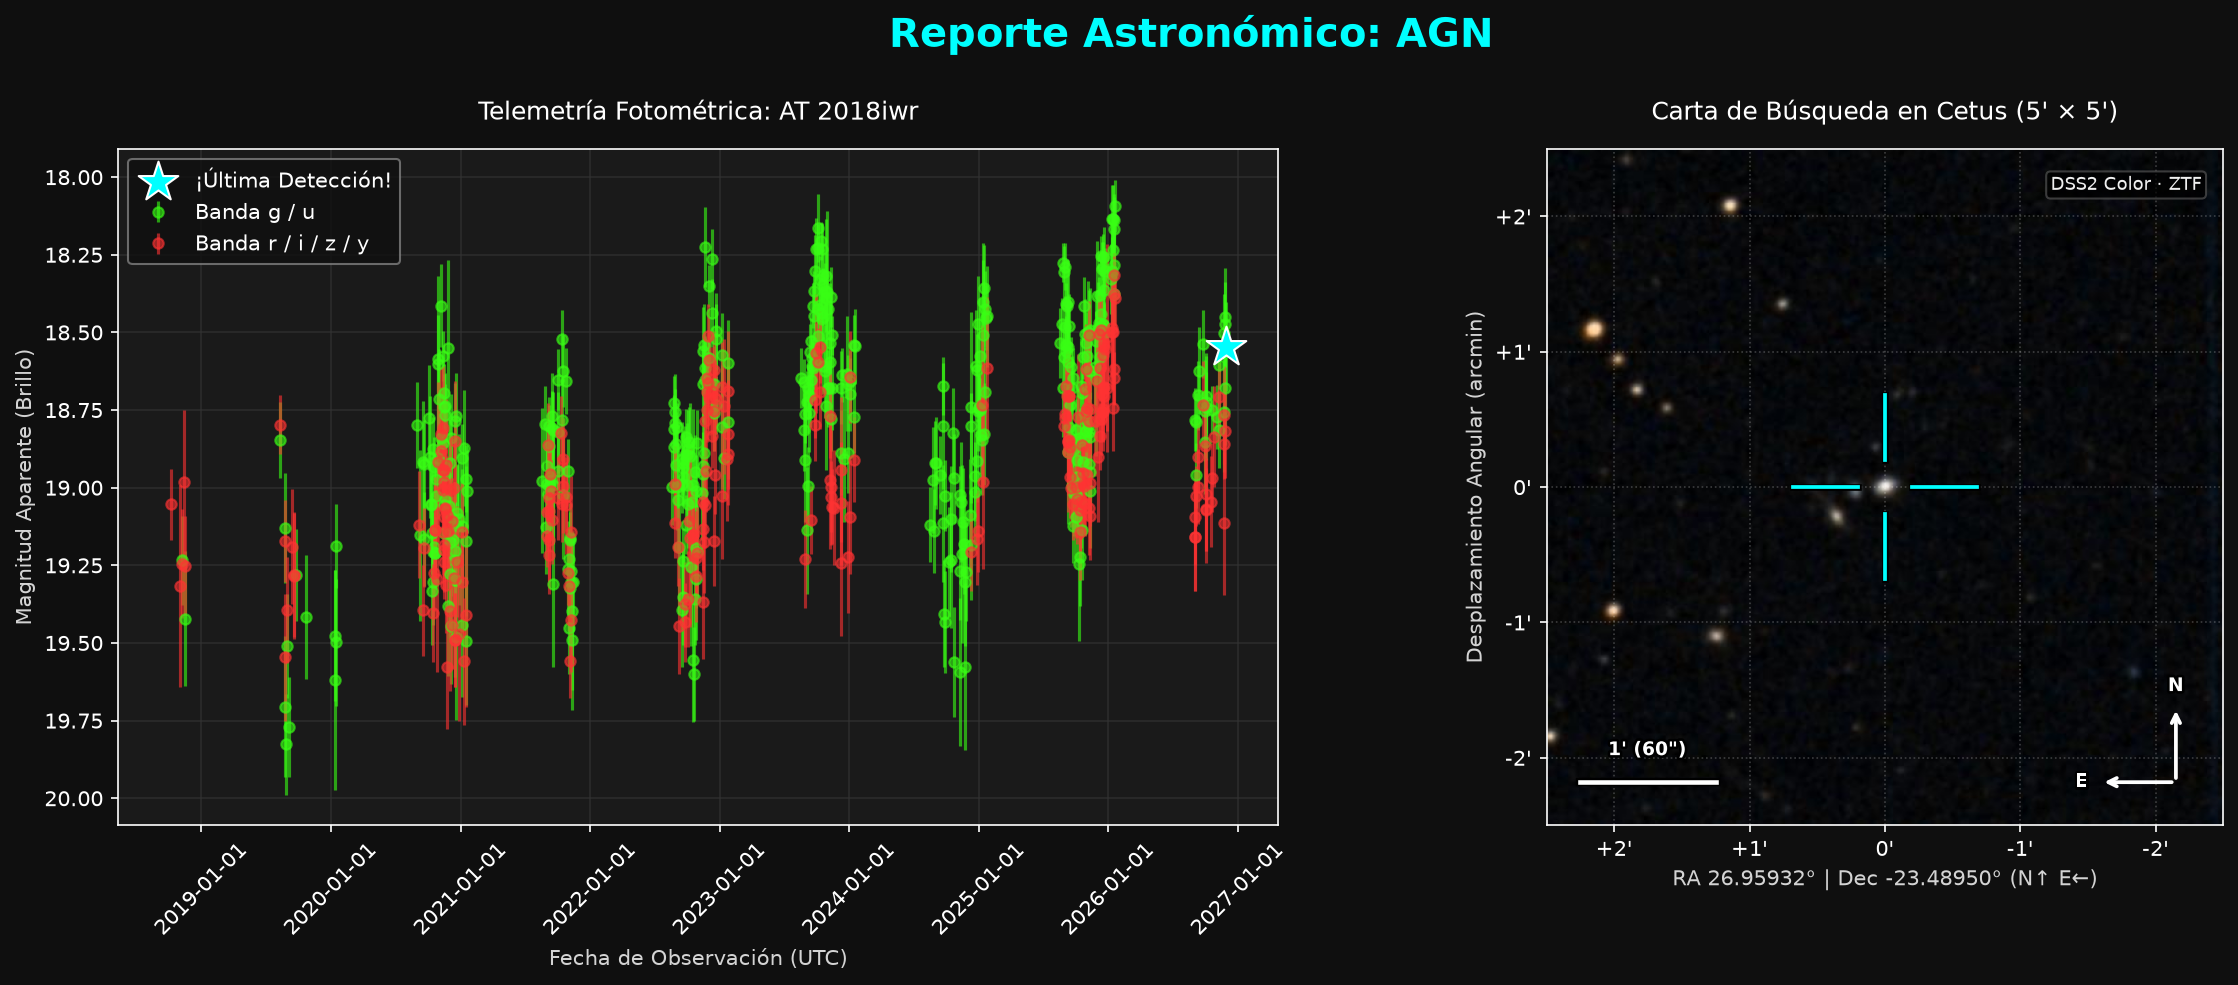 Reporte Astronómico: AGN
Telemetría Fotométrica: AT 2018iwr
¡Última Detección!
Banda g / u
Banda r / i / z / y
Magnitud Aparente (Brillo)
18.00
18.25
18.50
18.75
19.00
19.25
19.50
19.75
20.00
2019-01-01
2020-01-01
2021-01-01
2022-01-01
2023-01-01
2024-01-01
2025-01-01
2026-01-01
2027-01-01
Fecha de Observación (UTC)
Carta de Búsqueda en Cetus (5' × 5')
DSS2 Color · ZTF
Desplazamiento Angular (arcmin)
+2'
+1'
0'
-1'
-2'
N
E
1' (60")
+2'
+1'
0'
-1'
-2'
RA 26.95932° | Dec -23.48950° (N↑ E←)